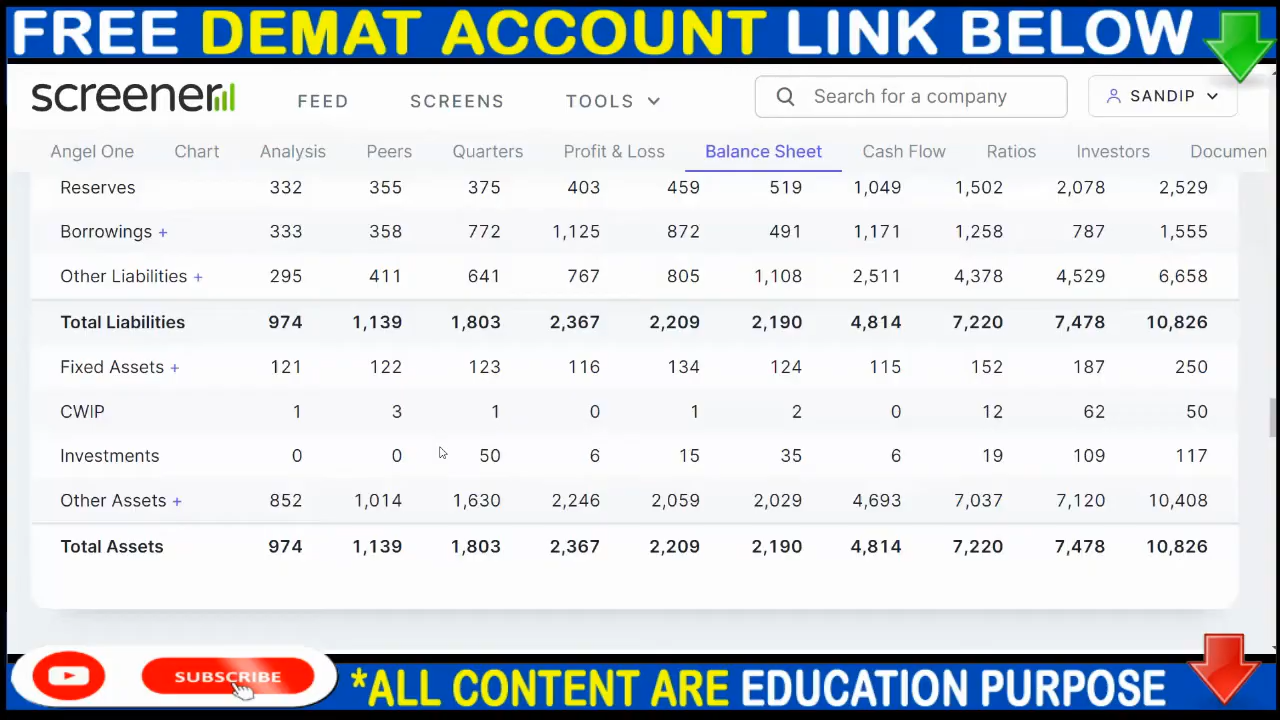 FREE DEMAT ACCOUNT LINK BELOW
screener FEED SCREENS TOOLS Search for a company SANDIP
Angel One Chart Analysis Peers Quarters Profit & Loss Balance Sheet Cash Flow Ratios Investors Documen
Reserves 332 355 375 403 459 519 1,049 1,502 2,078 2,529
Borrowings + 333 358 772 1,125 872 491 1,171 1,258 787 1,555
Other Liabilities + 295 411 641 767 805 1,108 2,511 4,378 4,529 6,658
Total Liabilities 974 1,139 1,803 2,367 2,209 2,190 4,814 7,220 7,478 10,826
Fixed Assets + 121 122 123 116 134 124 115 152 187 250
CWIP 1 3 1 0 1 2 0 12 62 50
Investments 0 0 50 6 15 35 6 19 109 117
Other Assets + 852 1,014 1,630 2,246 2,059 2,029 4,693 7,037 7,120 10,408
Total Assets 974 1,139 1,803 2,367 2,209 2,190 4,814 7,220 7,478 10,826
SUBSCRIBE
*ALL CONTENT ARE EDUCATION PURPOSE